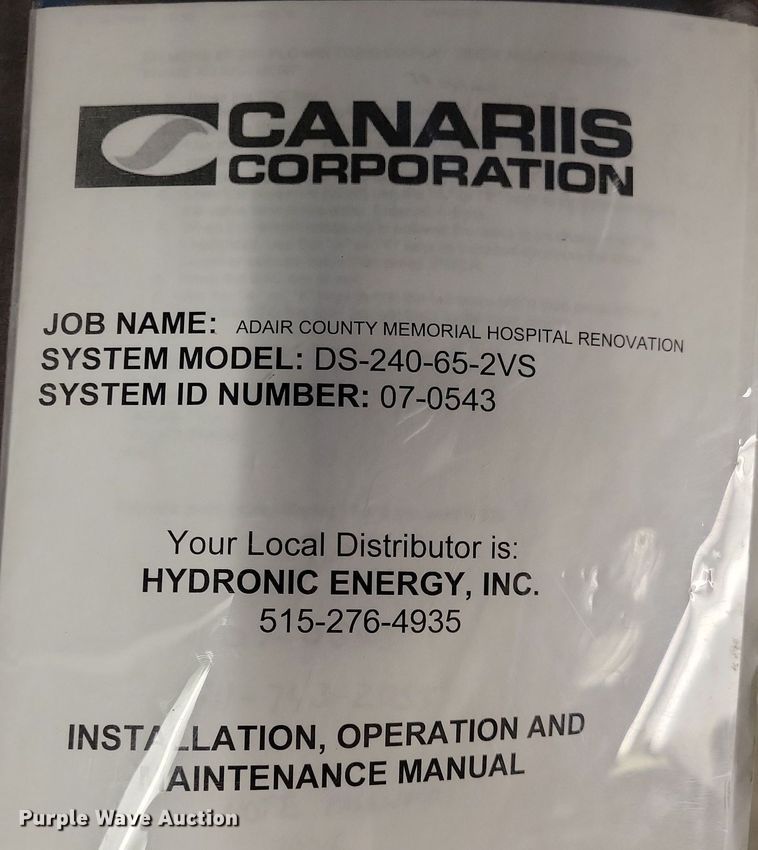 CANARIIS
CORPORATION
JOB NAME: ADAIR COUNTY MEMORIAL HOSPITAL RENOVATION
SYSTEM MODEL: DS-240-65-2VS
SYSTEM ID NUMBER: 07-0543
Your Local Distributor is:
HYDRONIC ENERGY, INC.
515-276-4935
INSTALLATION, OPERATION AND
MAINTENANCE MANUAL
Purple Wave Auction